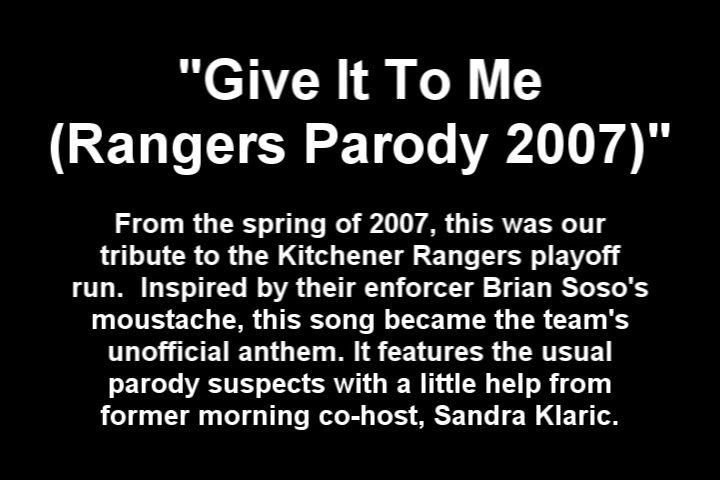 "Give It To Me
(Rangers Parody 2007)"
From the spring of 2007, this was our
tribute to the Kitchener Rangers playoff
run.  Inspired by their enforcer Brian Soso's
moustache, this song became the team's
unofficial anthem. It features the usual
parody suspects with a little help from
former morning co-host, Sandra Klaric.